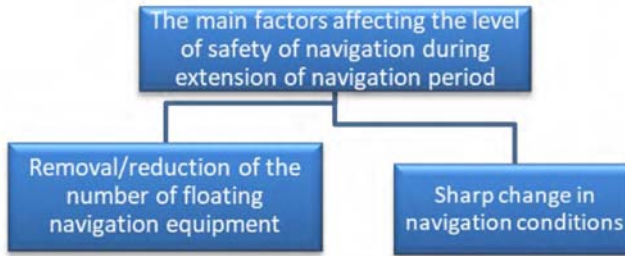 The main factors affecting the level
of safety of navigation during
extension of navigation period
Removal/reduction of the
number of floating
navigation equipment
Sharp change in
navigation conditions